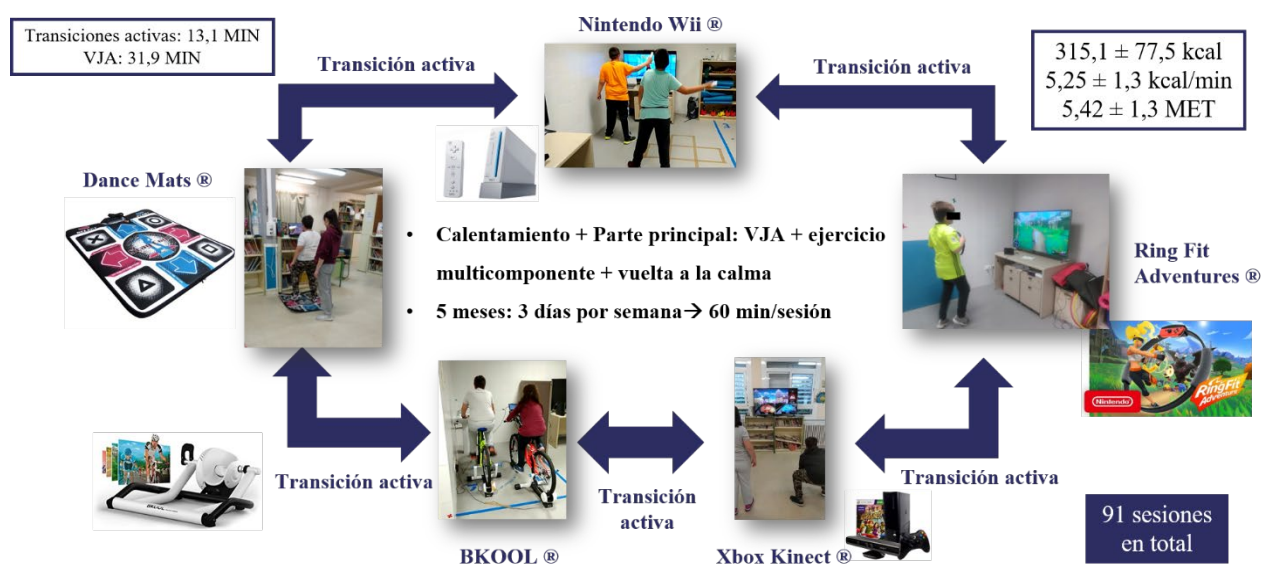 Transiciones activas: 13,1 MIN
VJA: 31,9 MIN
Nintendo Wii ®
315,1 ± 77,5 kcal
5,25 ± 1,3 kcal/min
5,42 ± 1,3 MET
Transición activa
Transición activa
Dance Mats ®
• Calentamiento + Parte principal: VJA + ejercicio
multicomponente + vuelta a la calma
• 5 meses: 3 días por semana→ 60 min/sesión
Ring Fit
Adventures ®
RingFit
Adventure
Nintendo
Transición activa
Transición
activa
Transición activa
BKOOL ®
Xbox Kinect ®
91 sesiones
en total